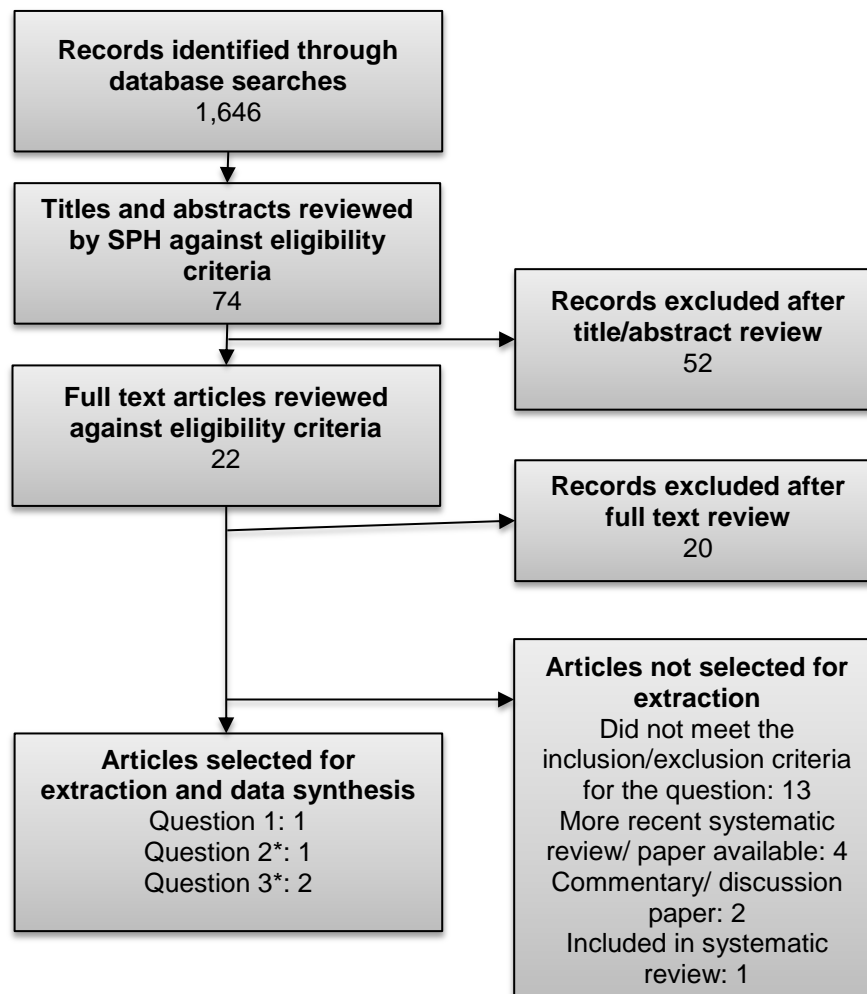 Records identified through
database searches
1,646
Titles and abstracts reviewed
by SPH against eligibility
criteria
74
Records excluded after
title/abstract review
52
Full text articles reviewed
against eligibility criteria
22
Records excluded after
full text review
20
Articles not selected for
extraction
Did not meet the
inclusion/exclusion criteria
for the question: 13
More recent systematic
review/ paper available: 4
Commentary/ discussion
paper: 2
Included in systematic
review: 1
Articles selected for
extraction and data synthesis
Question 1: 1
Question 2*: 1
Question 3*: 2